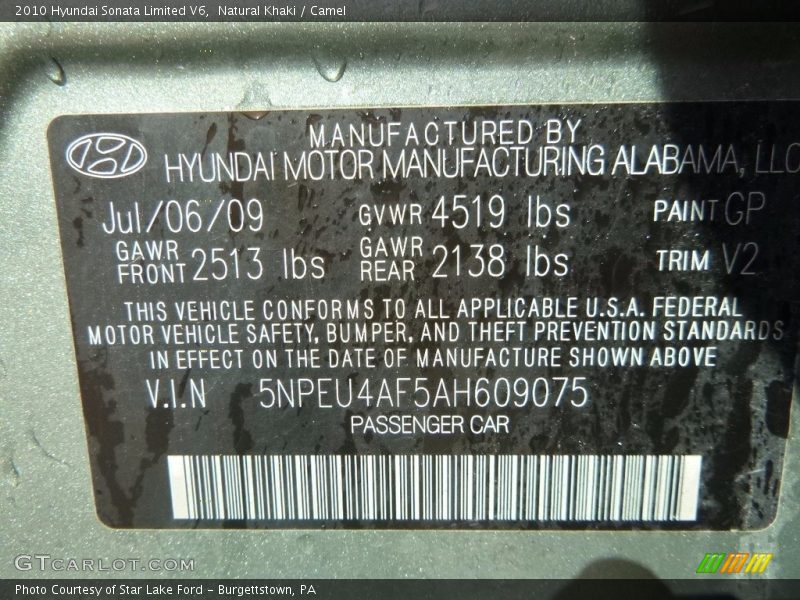 2010 Hyundai Sonata Limited V6, Natural Khaki / Camel
MANUFACTURED BY
HYUNDAI MOTOR MANUFACTURING ALABAMA, LLC
Jul/06/09 GVWR 4519 lbs PAINT GP
GAWR FRONT 2513 lbs GAWR REAR 2138 lbs TRIM V2
THIS VEHICLE CONFORMS TO ALL APPLICABLE U.S.A. FEDERAL
MOTOR VEHICLE SAFETY, BUMPER, AND THEFT PREVENTION STANDARDS
IN EFFECT ON THE DATE OF MANUFACTURE SHOWN ABOVE
V.I.N 5NPEU4AF5AH609075
PASSENGER CAR
GTCARLOT.COM
Photo Courtesy of Star Lake Ford – Burgettstown, PA